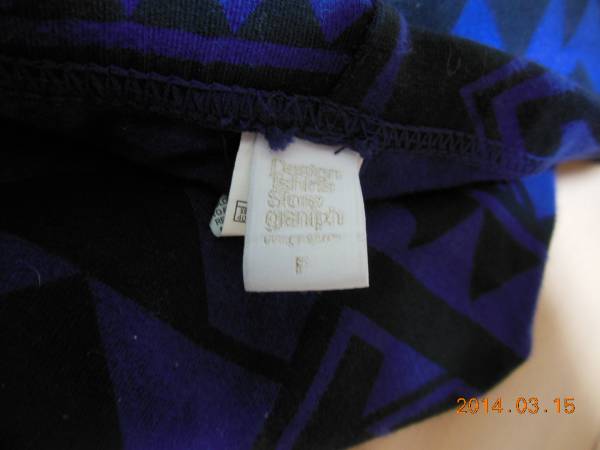 Design
tshirts
Store
graniph
F
2014.03.15